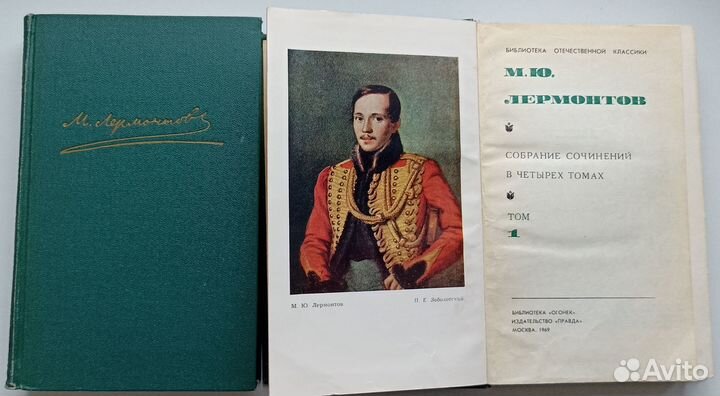 М. Лермонтов
М. Ю. Лермонтов.
П. Е. Заболотский.
БИБЛИОТЕКА ОТЕЧЕСТВЕННОЙ КЛАССИКИ
М.Ю.
ЛЕРМОНТОВ
СОБРАНИЕ СОЧИНЕНИЙ
В ЧЕТЫРЕХ ТОМАХ
ТОМ
1
БИБЛИОТЕКА «ОГОНЕК»
ИЗДАТЕЛЬСТВО «ПРАВДА»
МОСКВА. 1969
Avito